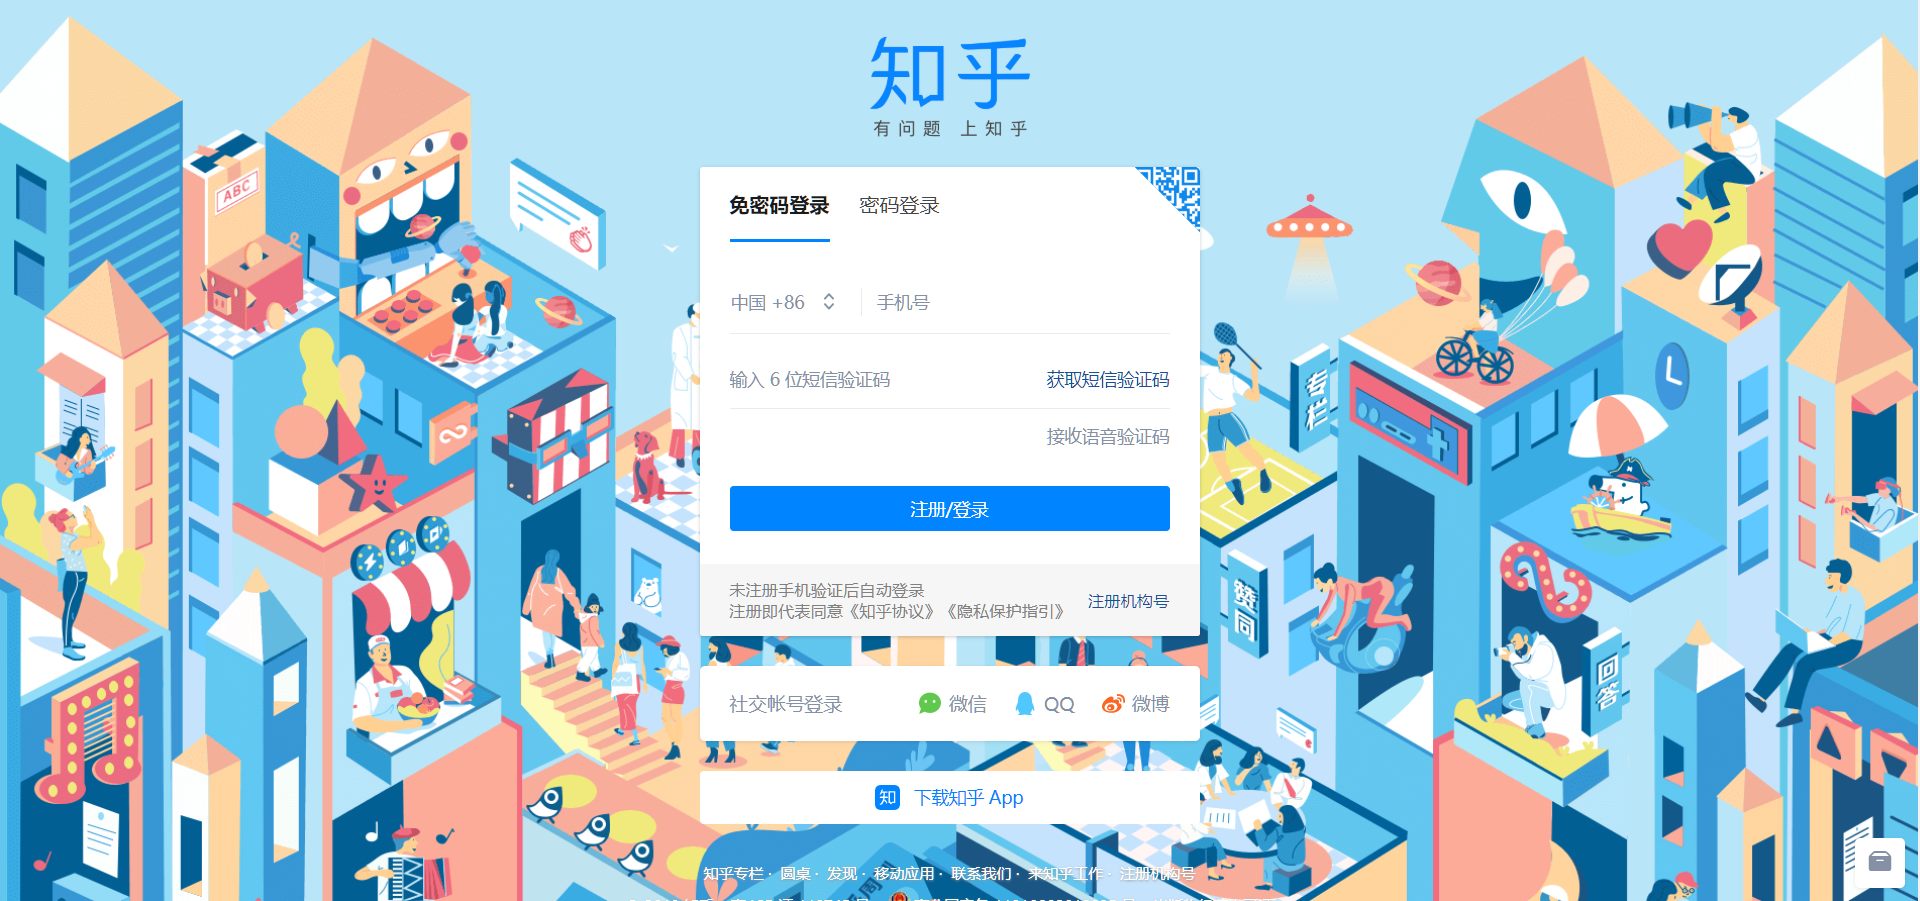 知乎
有问题 上知乎
免密码登录 密码登录
中国 +86 手机号
输入 6 位短信验证码 获取短信验证码
接收语音验证码
注册/登录
未注册手机验证后自动登录
注册即代表同意《知乎协议》《隐私保护指引》
注册机构号
社交帐号登录 微信 QQ 微博
知 下载知乎 App
知乎专栏 · 圆桌 · 发现 · 移动应用 · 联系我们 · 来知乎工作 · 注册机构号
ABC
专栏
赞同
回答